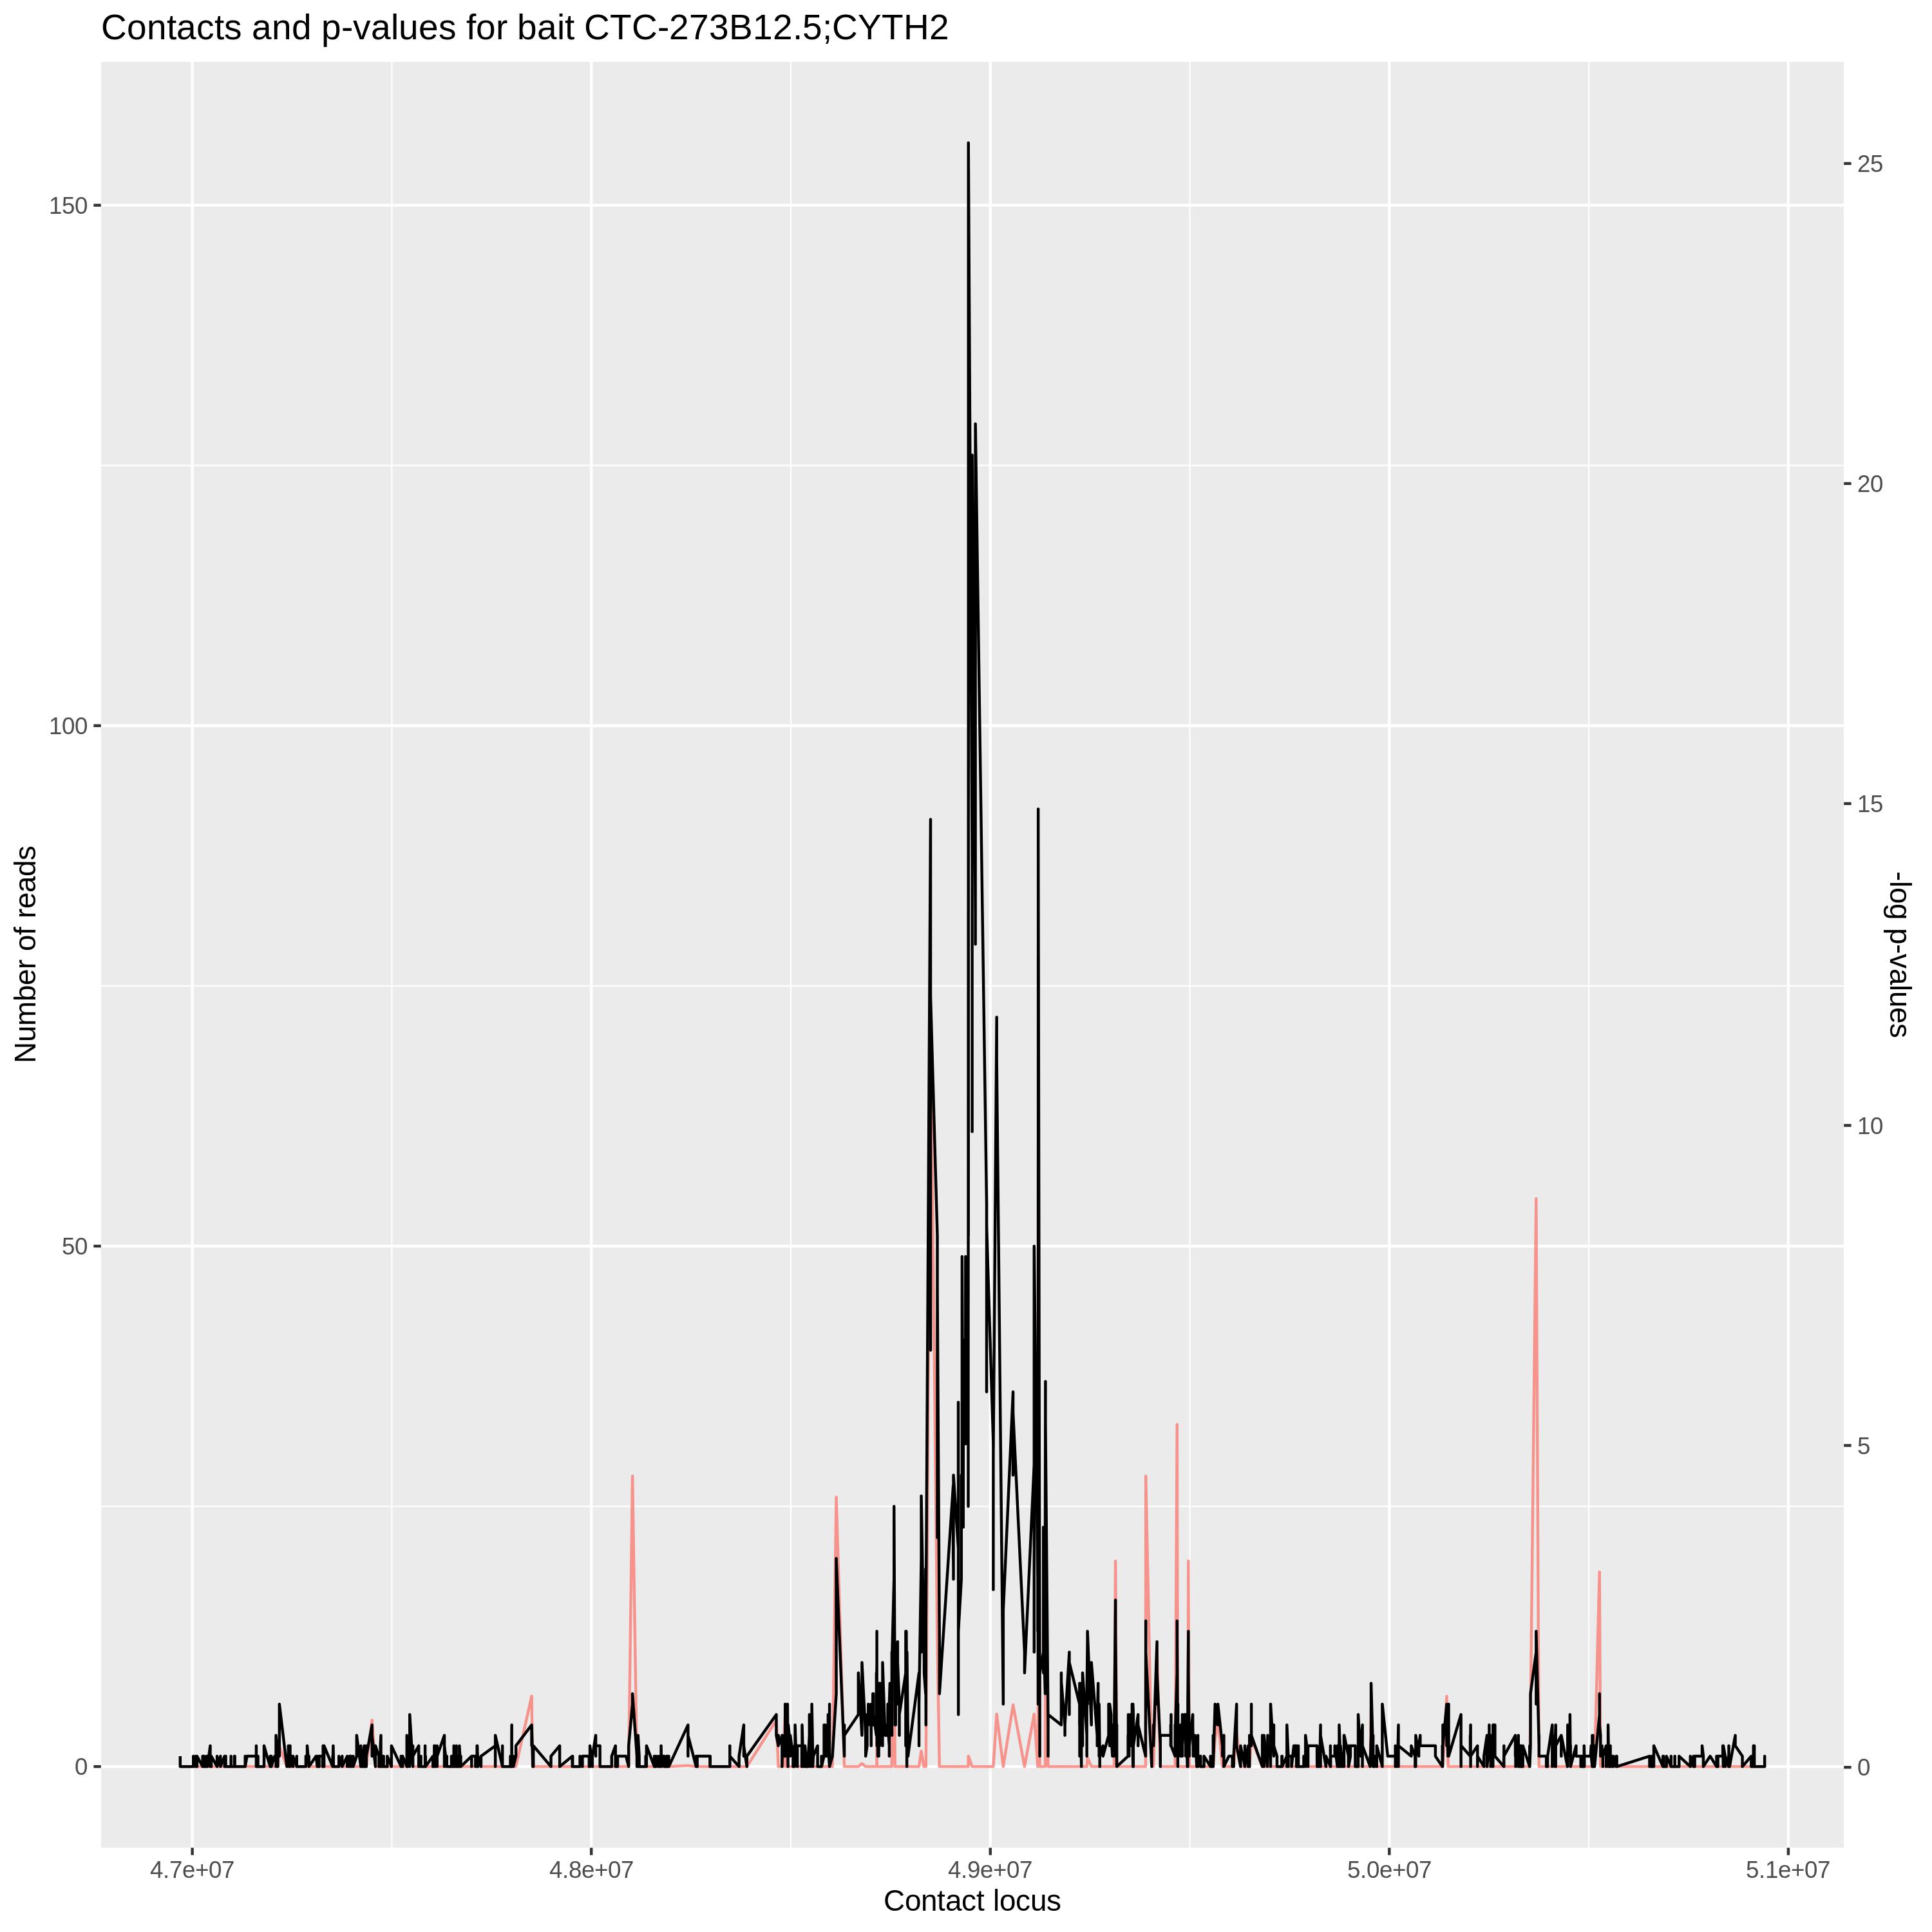 Contacts and p-values for bait CTC-273B12.5;CYTH2
150
100
50
0
Number of reads
25
20
15
10
5
0
-log p-values
4.7e+07 4.8e+07 4.9e+07 5.0e+07 5.1e+07
Contact locus